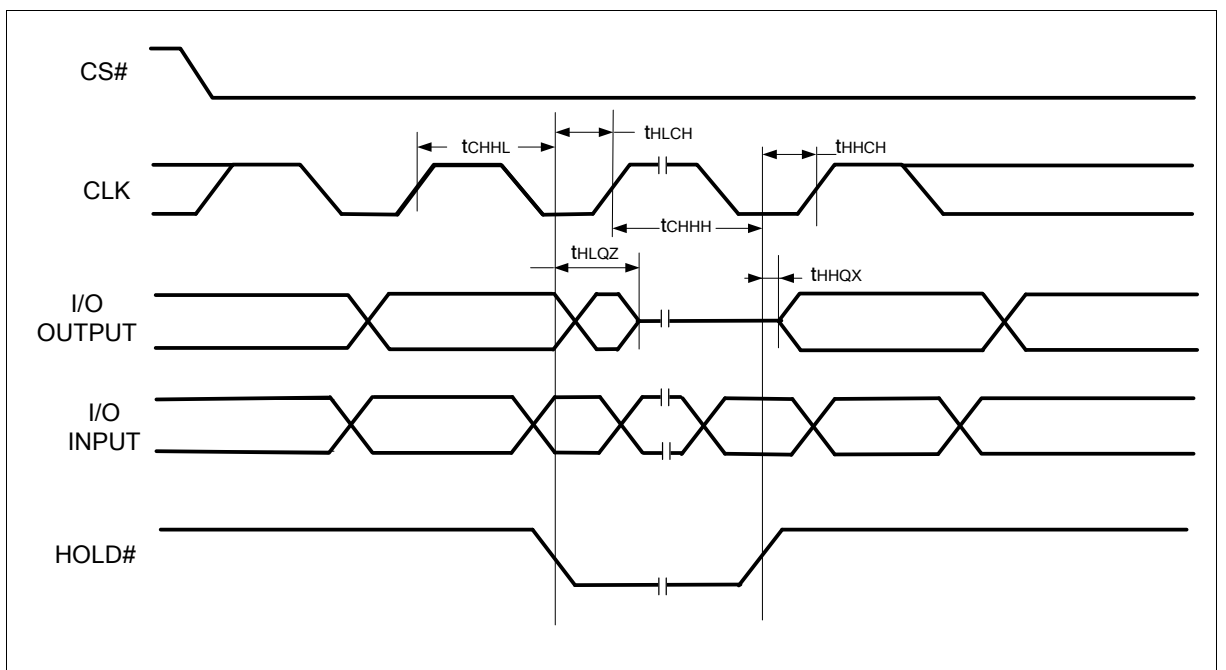 CS#
tCHHL
tHLCH
tHHCH
CLK
tCHHH
tHLQZ
tHHQX
I/O
OUTPUT
I/O
INPUT
HOLD#